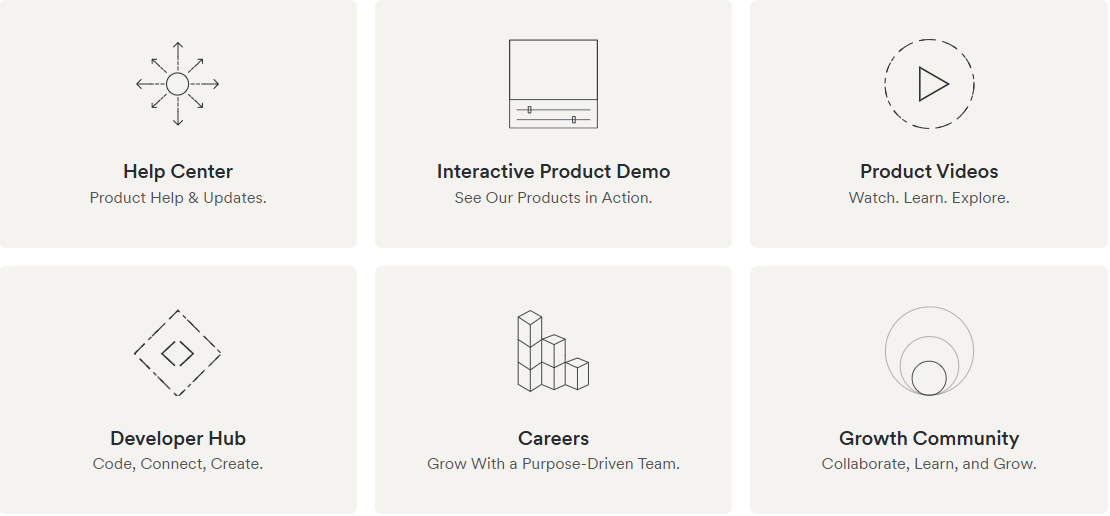 Help Center
Product Help & Updates.
Interactive Product Demo
See Our Products in Action.
Product Videos
Watch. Learn. Explore.
Developer Hub
Code, Connect, Create.
Careers
Grow With a Purpose-Driven Team.
Growth Community
Collaborate, Learn, and Grow.